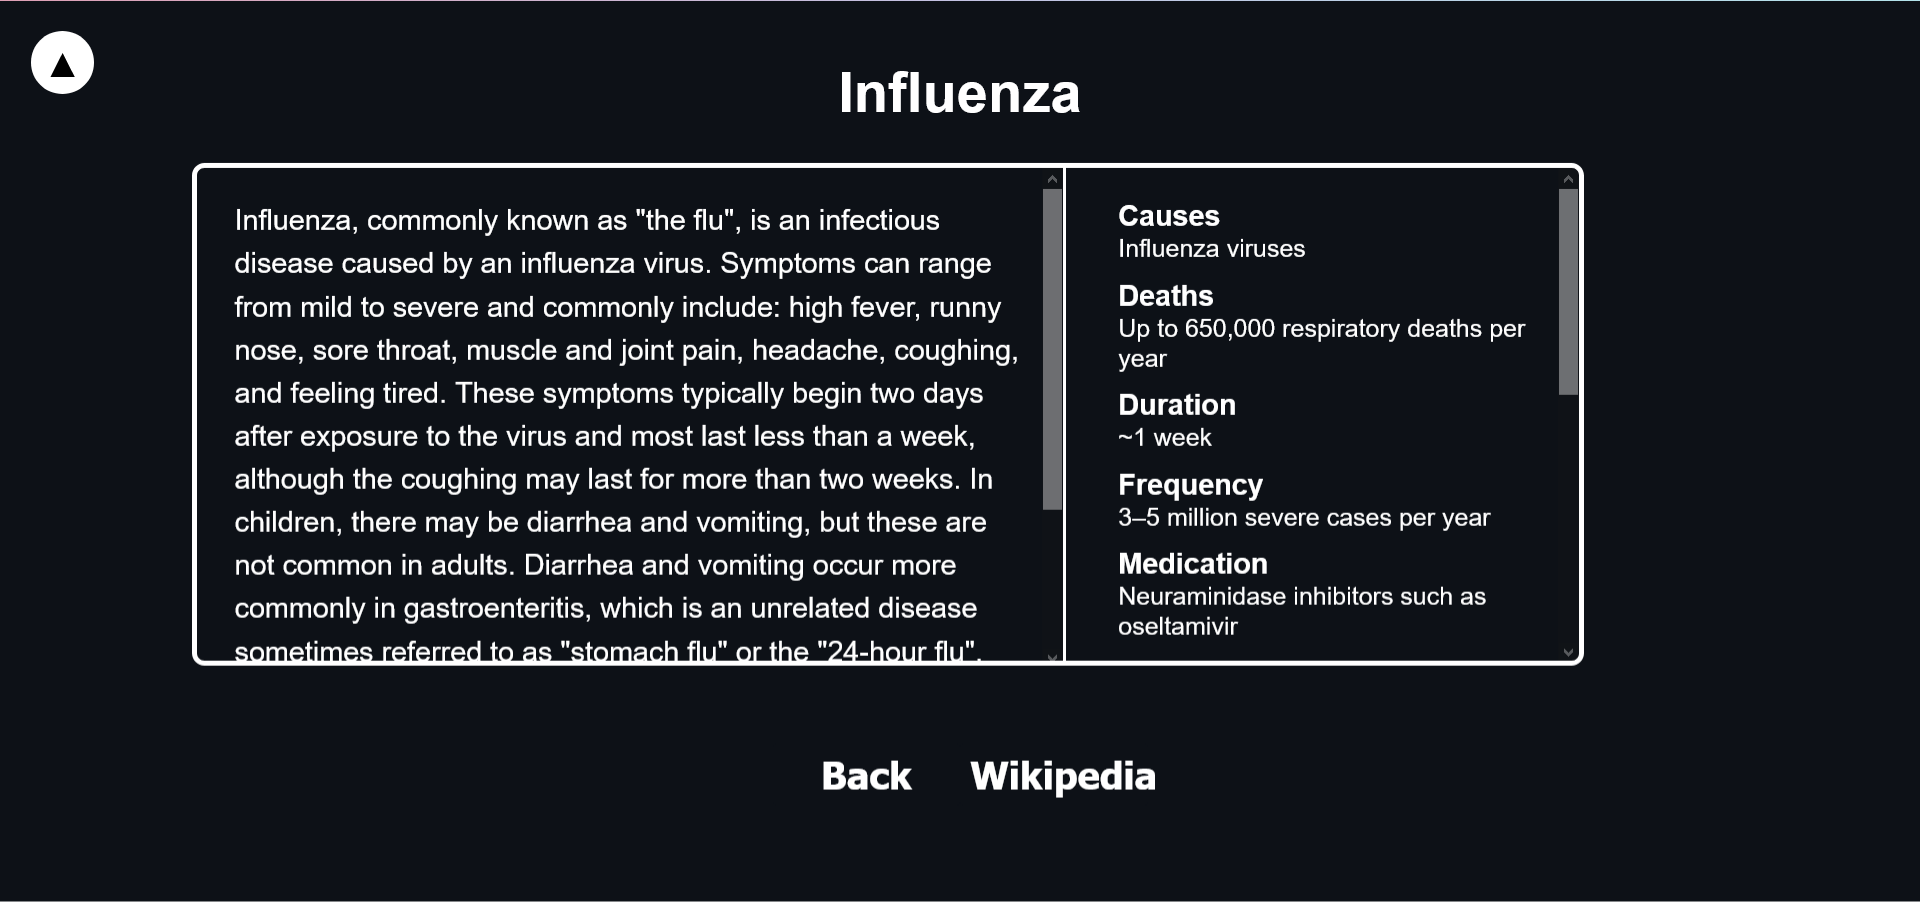 Influenza
Influenza, commonly known as "the flu", is an infectious
disease caused by an influenza virus. Symptoms can range
from mild to severe and commonly include: high fever, runny
nose, sore throat, muscle and joint pain, headache, coughing,
and feeling tired. These symptoms typically begin two days
after exposure to the virus and most last less than a week,
although the coughing may last for more than two weeks. In
children, there may be diarrhea and vomiting, but these are
not common in adults. Diarrhea and vomiting occur more
commonly in gastroenteritis, which is an unrelated disease
sometimes referred to as "stomach flu" or the "24-hour flu".
Causes
Influenza viruses
Deaths
Up to 650,000 respiratory deaths per
year
Duration
~1 week
Frequency
3–5 million severe cases per year
Medication
Neuraminidase inhibitors such as
oseltamivir
Back
Wikipedia